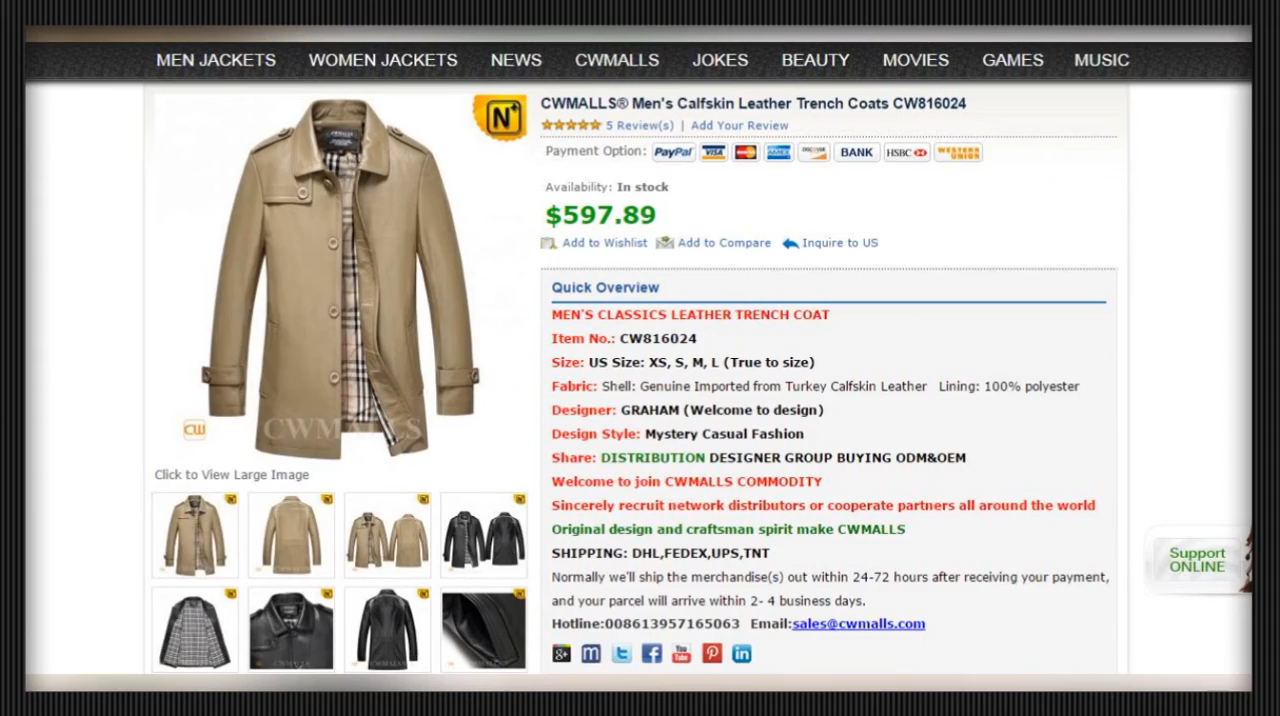 MEN JACKETS WOMEN JACKETS NEWS CWMALLS JOKES BEAUTY MOVIES GAMES MUSIC
N+
CWMALLS® Men's Calfskin Leather Trench Coats CW816024
5 Review(s) | Add Your Review
Payment Option: PayPal VISA AMEX DISCOVER BANK HSBC WESTERN UNION
Availability: In stock
$597.89
Add to Wishlist Add to Compare Inquire to US
Quick Overview
MEN'S CLASSICS LEATHER TRENCH COAT
Item No.: CW816024
Size: US Size: XS, S, M, L (True to size)
Fabric: Shell: Genuine Imported from Turkey Calfskin Leather Lining: 100% polyester
Designer: GRAHAM (Welcome to design)
Design Style: Mystery Casual Fashion
Share: DISTRIBUTION DESIGNER GROUP BUYING ODM&OEM
Welcome to join CWMALLS COMMODITY
Sincerely recruit network distributors or cooperate partners all around the world
Original design and craftsman spirit make CWMALLS
SHIPPING: DHL,FEDEX,UPS,TNT
Normally we'll ship the merchandise(s) out within 24-72 hours after receiving your payment,
and your parcel will arrive within 2- 4 business days.
Hotline:008613957165063 Email:sales@cwmalls.com
CW
CWMALLS
Click to View Large Image
Support
ONLINE